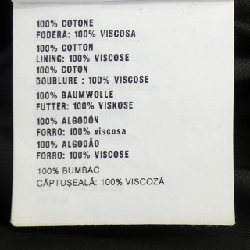 100% COTONE
FODERA: 100% VISCOSA
100% COTTON
LINING: 100% VISCOSE
100% COTON
DOUBLURE : 100% VISCOSE
100% BAUMWOLLE
FUTTER: 100% VISKOSE
100% ALGODÓN
FORRO: 100% viscosa
100% ALGODÃO
FORRO: 100% VISCOSE
100% BUMBAC
CĂPTUŞEALĂ: 100% VISCOZĂ